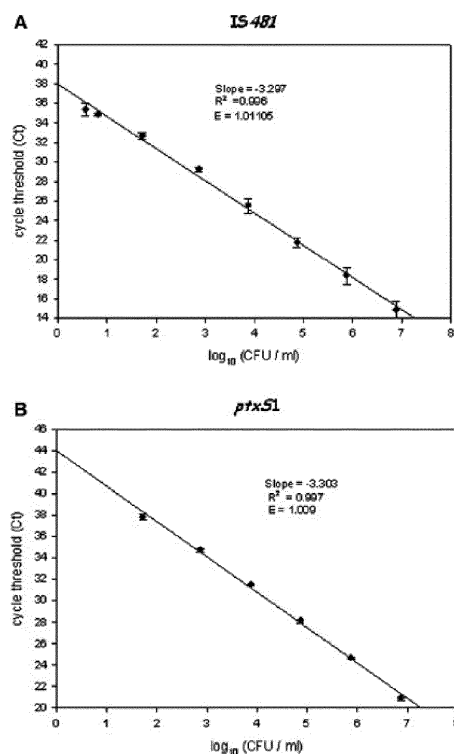 A
IS481
42
40
38
36
34
32
30
28
26
24
22
20
18
16
14
cycle threshold (Ct)
Slope = -3.297
R² =0.996
E = 1.01105
0 1 2 3 4 5 6 7 8
log₁₀ (CFU / ml)
B
ptxS1
46
44
42
40
38
36
34
32
30
28
26
24
22
20
cycle threshold (Ct)
Slope = -3.303
R² = 0.997
E = 1.009
0 1 2 3 4 5 6 7 8
log₁₀ (CFU / ml)